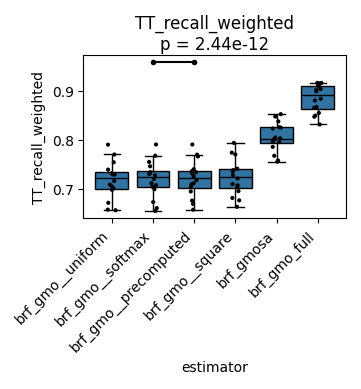 TT_recall_weighted
p = 2.44e-12
TT_recall_weighted
0.9
0.8
0.7
brf_gmo__uniform
brf_gmo__softmax
brf_gmo__precomputed
brf_gmo__square
brf_gmosa
brf_gmo_full
estimator